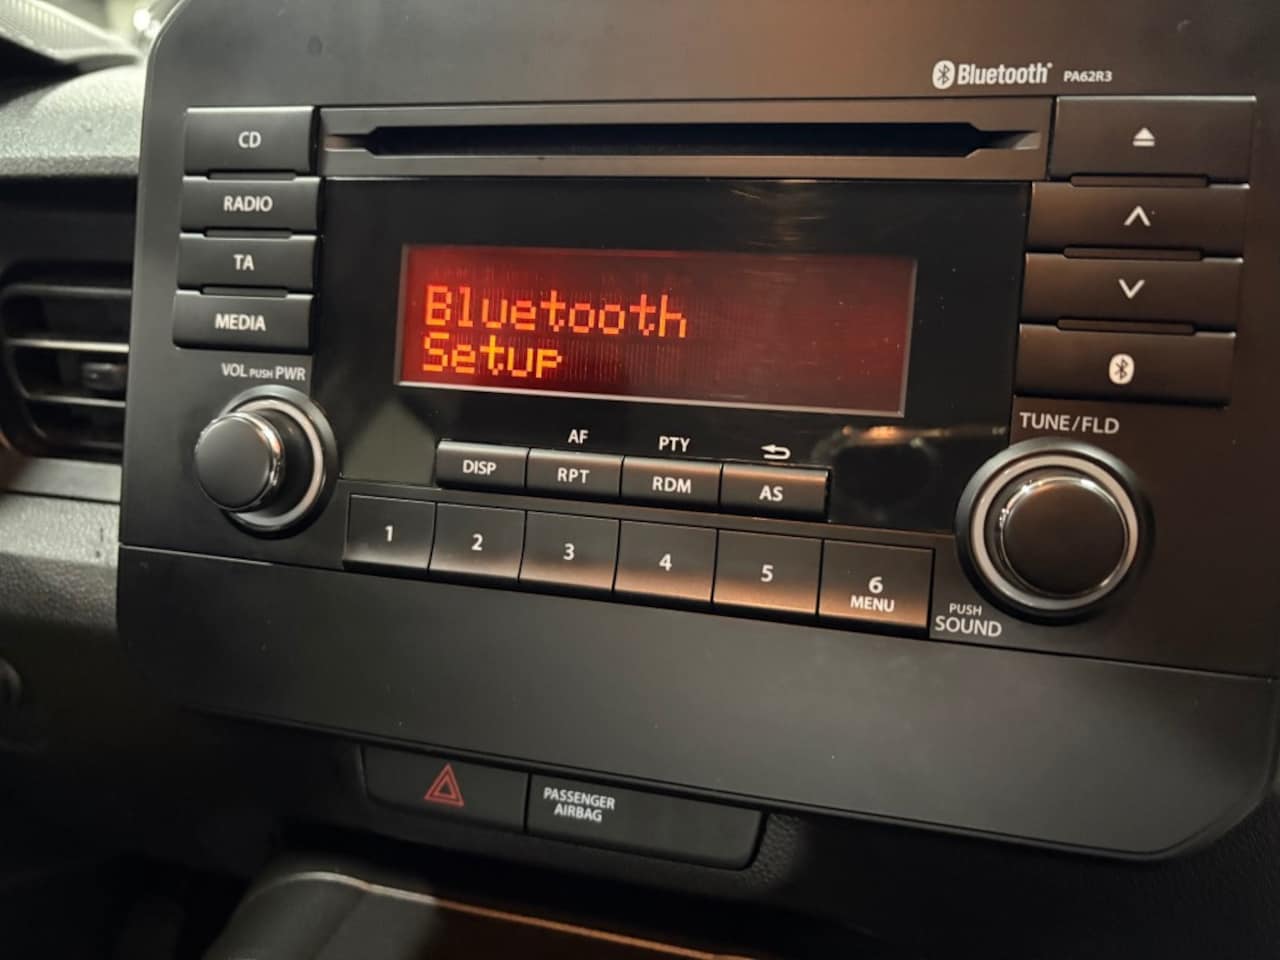 Bluetooth® PA62R3
CD
RADIO
TA
MEDIA
VOL PUSH PWR
Bluetooth
Setup
TUNE/FLD
AF PTY
DISP RPT RDM AS
1 2 3 4 5 6
MENU
PUSH
SOUND
PASSENGER
AIRBAG